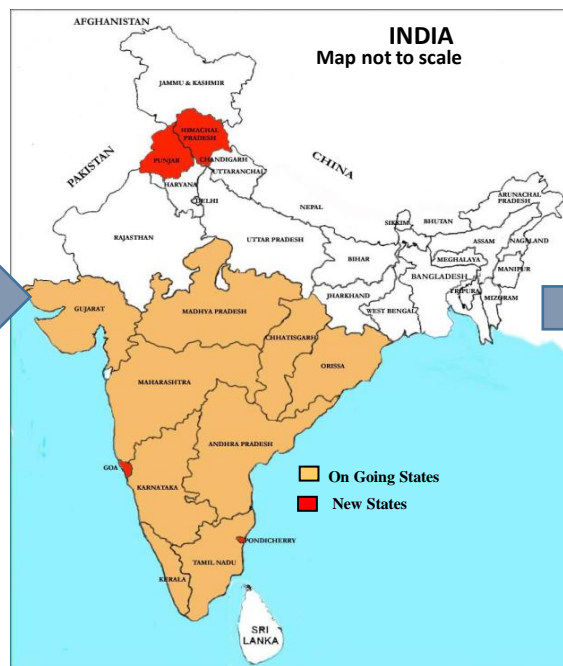 AFGHANISTAN
INDIA
Map not to scale
JAMMU & KASHMIR
HIMACHAL
PRADESH
PUNJAB
CHANDIGARH
UTTARANCHAL
PAKISTAN
CHINA
HARYANA
DELHI
NEPAL
ARUNACHAL
PRADESH
SIKKIM
BHUTAN
RAJASTHAN
UTTAR PRADESH
ASSAM
NAGALAND
BIHAR
MEGHALAYA
MANIPUR
BANGLADESH
JHARKHAND
TRIPURA
MIZORAM
WEST BENGAL
GUJARAT
MADHYA PRADESH
CHHATISGARH
ORISSA
MAHARASHTRA
ANDHRA PRADESH
GOA
KARNATAKA
On Going States
New States
PONDICHERRY
TAMIL NADU
KERALA
SRI
LANKA